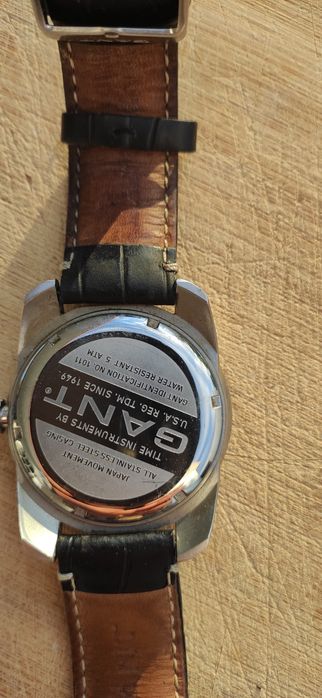 JAPAN MOVEMENT
ALL STAINLESS STEEL CASING
TIME INSTRUMENTS BY
GANT®
U.S.A. REG. TDM. SINCE 1949.
WATER RESISTANT 5 ATM
GANT IDENTIFICATION NO. 1011